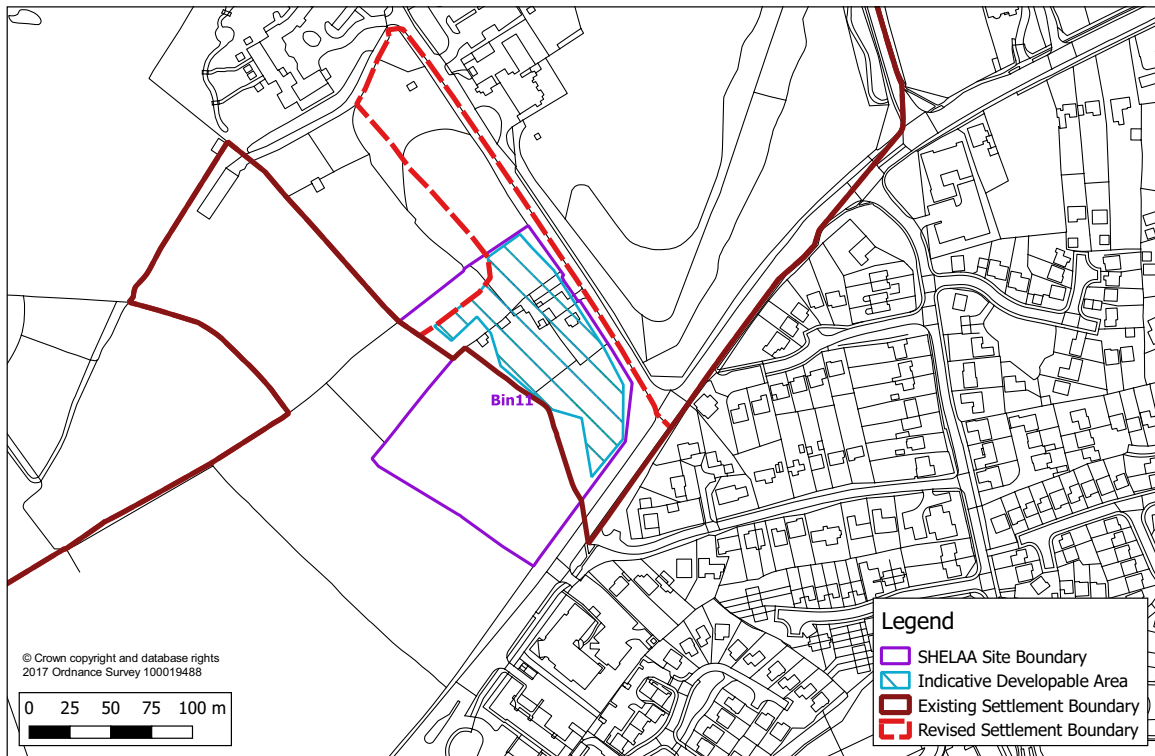 Bin11
© Crown copyright and database rights
2017 Ordnance Survey 100019488
0 25 50 75 100 m
Legend
SHELAA Site Boundary
Indicative Developable Area
Existing Settlement Boundary
Revised Settlement Boundary